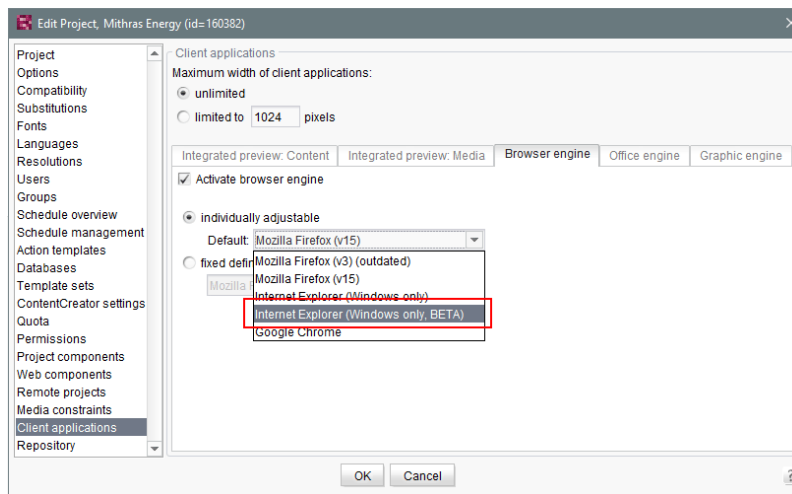 Edit Project, Mithras Energy (id=160382)
Project
Options
Compatibility
Substitutions
Fonts
Languages
Resolutions
Users
Groups
Schedule overview
Schedule management
Action templates
Databases
Template sets
ContentCreator settings
Quota
Permissions
Project components
Web components
Remote projects
Media constraints
Client applications
Repository
Client applications
Maximum width of client applications:
unlimited
limited to 1024 pixels
Integrated preview: Content Integrated preview: Media Browser engine Office engine Graphic engine
Activate browser engine
individually adjustable
Default: Mozilla Firefox (v15)
fixed defin
Mozilla F
Mozilla Firefox (v3) (outdated)
Mozilla Firefox (v15)
Internet Explorer (Windows only)
Internet Explorer (Windows only, BETA)
Google Chrome
OK Cancel
?